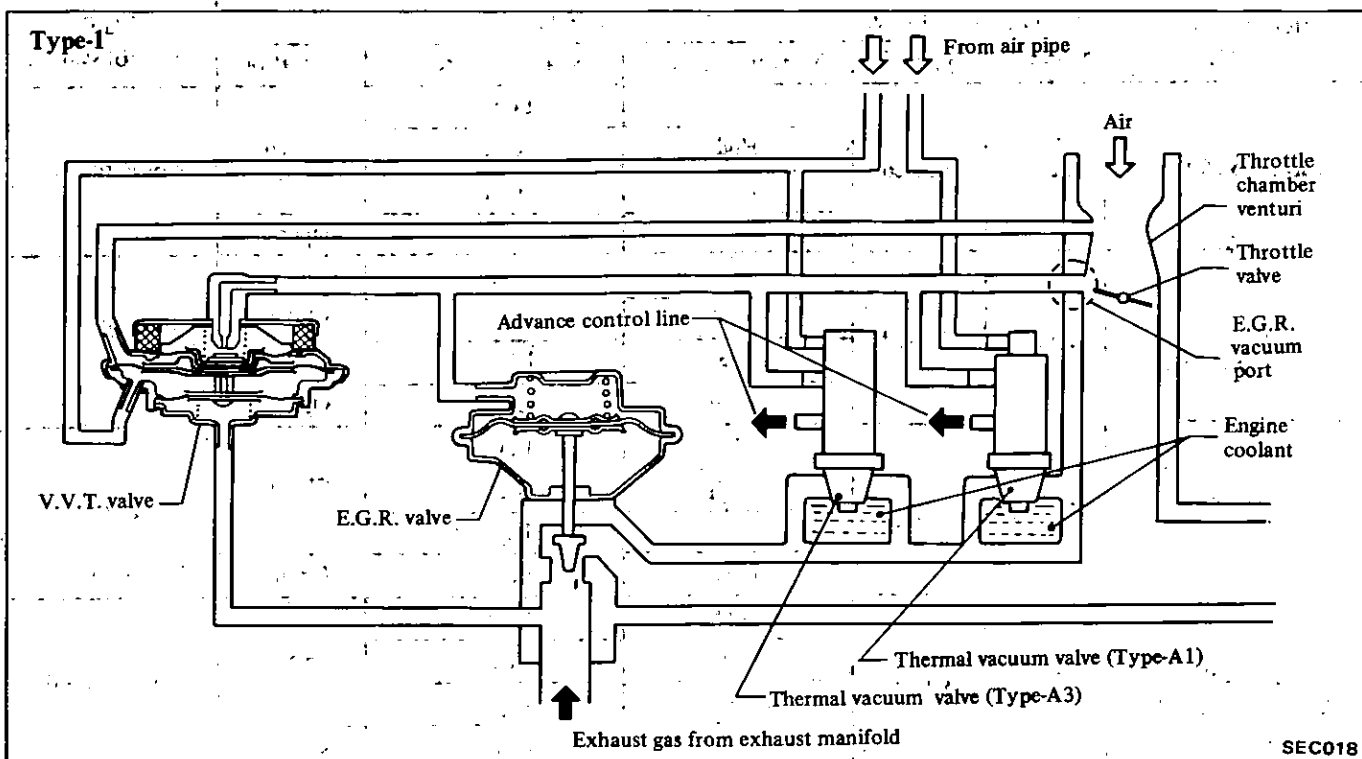 Type-1
From air pipe
Air
Throttle
chamber
venturi
Throttle
valve
Advance control line
E.G.R.
vacuum
port
Engine
coolant
V.V.T. valve
E.G.R. valve
Thermal vacuum valve (Type-A1)
Thermal vacuum valve (Type-A3)
Exhaust gas from exhaust manifold
SEC018